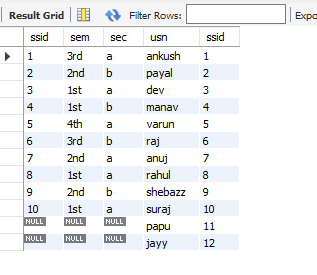 Result Grid Filter Rows: Expo
ssid sem sec usn ssid
1 3rd a ankush 1
2 2nd b payal 2
3 1st a dev 3
4 1st b manav 4
5 4th a varun 5
6 3rd b raj 6
7 2nd a anuj 7
8 1st a rahul 8
9 2nd b shebazz 9
10 1st a suraj 10
NULL NULL NULL papu 11
NULL NULL NULL jayy 12